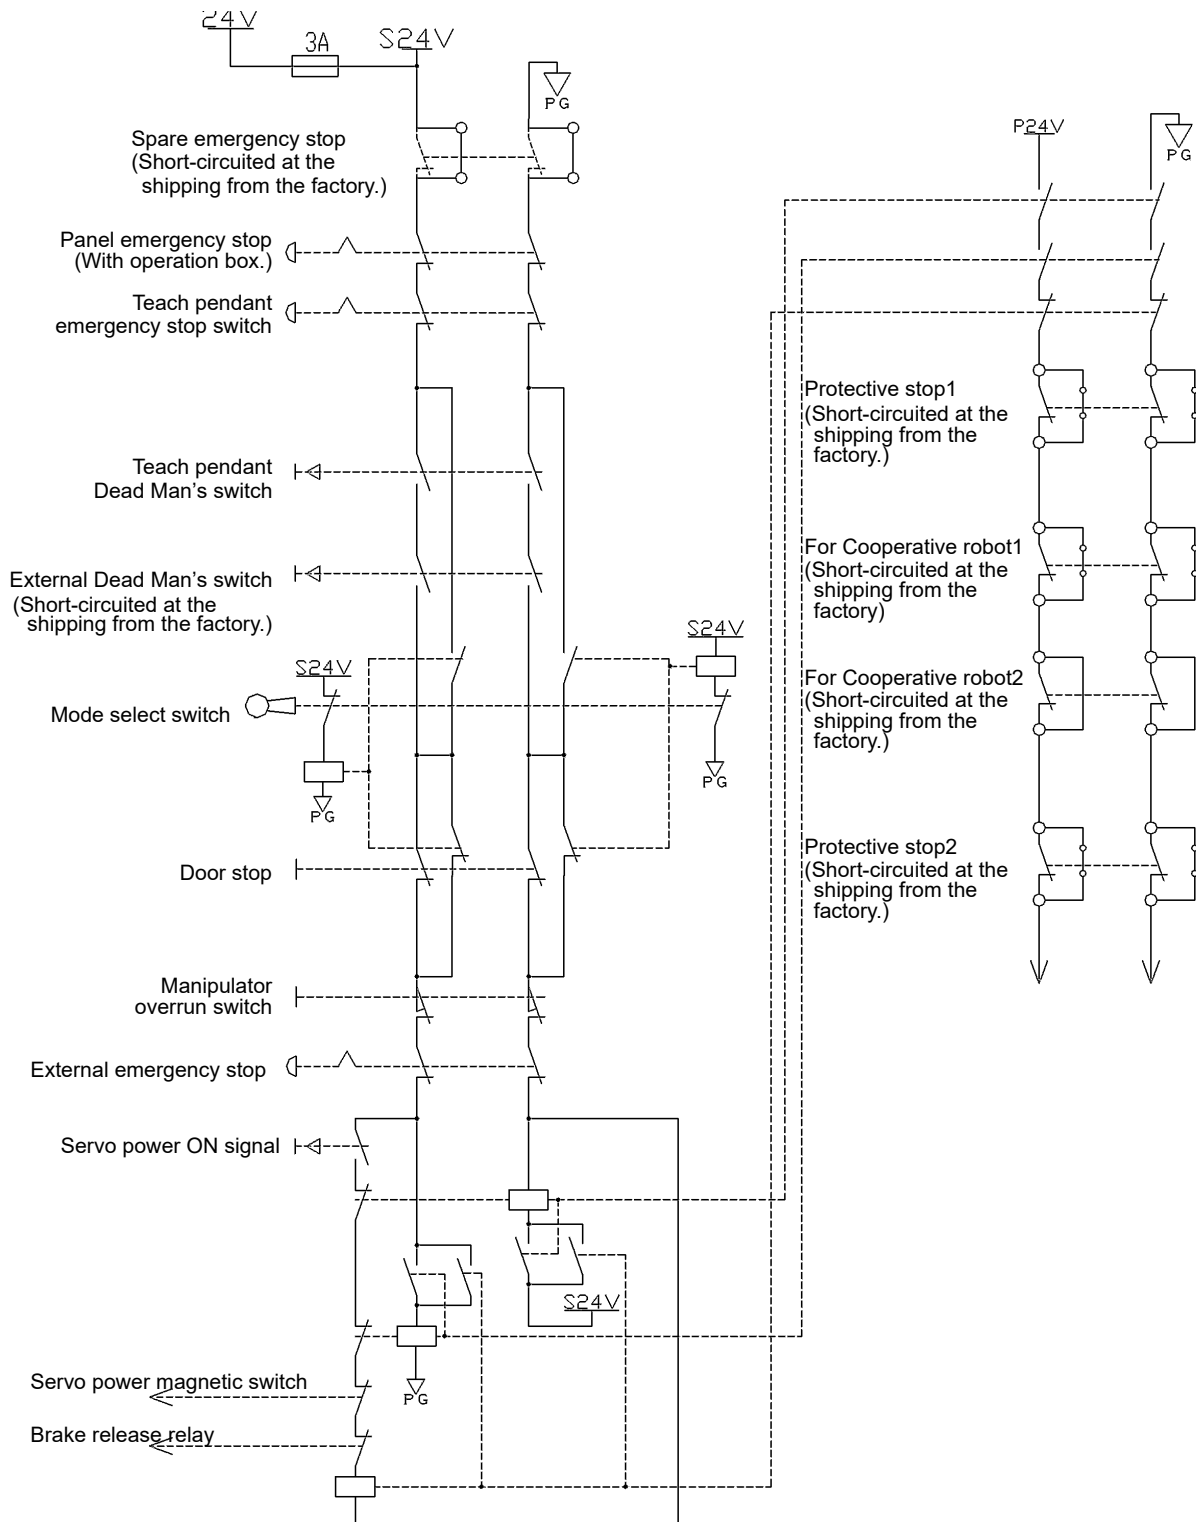 24V
3A
S24V
PG
Spare emergency stop
(Short-circuited at the
shipping from the factory.)
P24V
PG
Panel emergency stop
(With operation box.)
Teach pendant
emergency stop switch
Protective stop1
(Short-circuited at the
shipping from the
factory.)
Teach pendant
Dead Man’s switch
For Cooperative robot1
(Short-circuited at the
shipping from the
factory)
External Dead Man’s switch
(Short-circuited at the
shipping from the factory.)
S24V
S24V
For Cooperative robot2
(Short-circuited at the
shipping from the
factory.)
Mode select switch
PG
PG
Protective stop2
(Short-circuited at the
shipping from the
factory.)
Door stop
Manipulator
overrun switch
External emergency stop
Servo power ON signal
S24V
Servo power magnetic switch
PG
Brake release relay